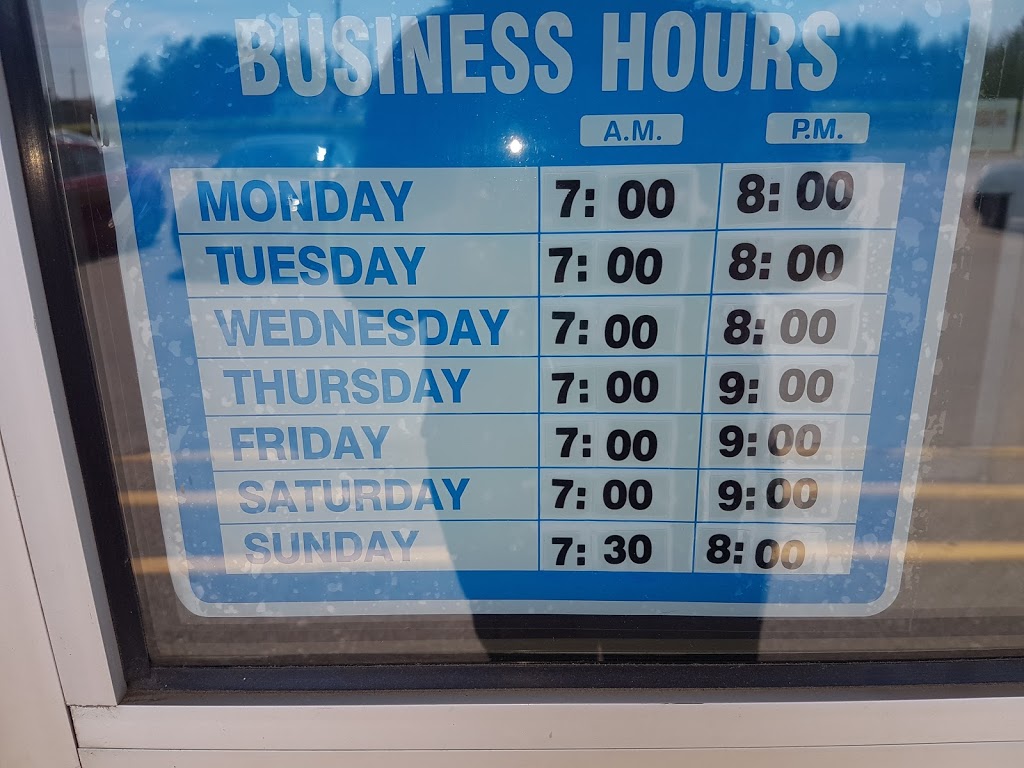 BUSINESS HOURS
A.M. P.M.
MONDAY 7: 00 8: 00
TUESDAY 7: 00 8: 00
WEDNESDAY 7: 00 8: 00
THURSDAY 7: 00 9: 00
FRIDAY 7: 00 9: 00
SATURDAY 7: 00 9: 00
SUNDAY 7: 30 8: 00